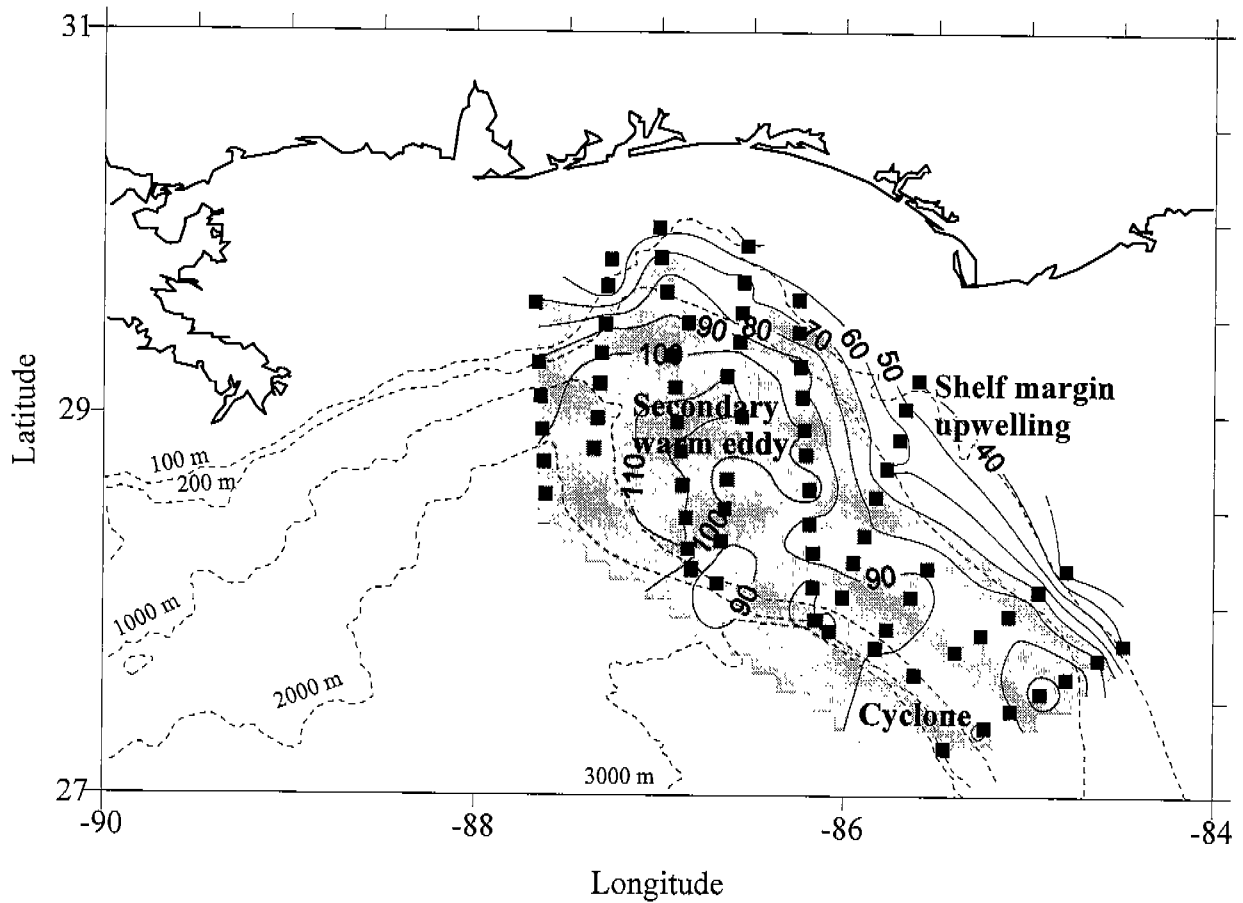 31
90
80
70
60
50
100
Shelf margin
upwelling
29
Secondary
warm eddy
40
100 m
200 m
110
100
90
90
1000 m
2000 m
Cyclone
3000 m
27
-90
-88
-86
-84
Latitude
Longitude